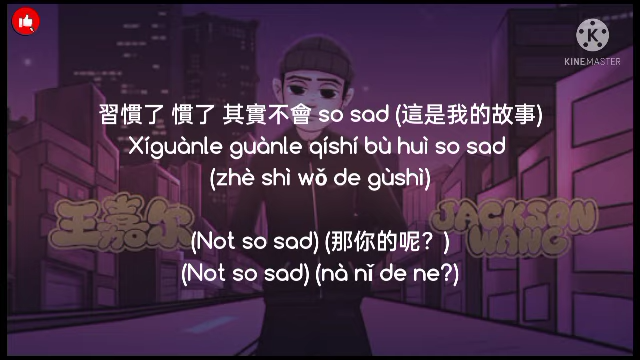 KINEMASTER
習慣了 慣了 其實不會 so sad (這是我的故事)
Xíguànle guànle qíshí bù huì so sad
(zhè shì wǒ de gùshì)
王嘉尔
JACKSON
WANG
(Not so sad) (那你的呢? )
(Not so sad) (nà nǐ de ne?)